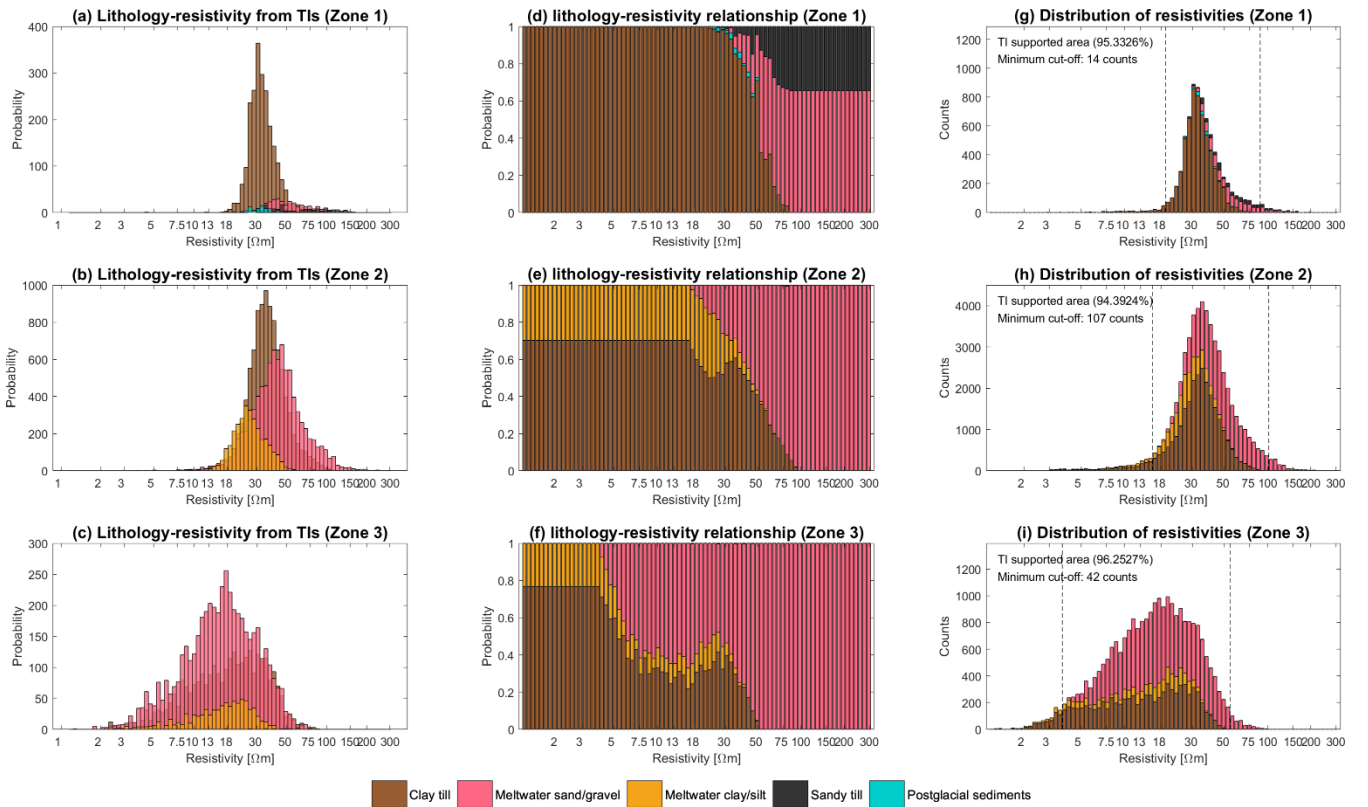 (a) Lithology-resistivity from TIs (Zone 1)
400
300
200
100
0
Probability
1 2 3 5 7.5 10 13 18 30 50 75 100 150 200 300
Resistivity [Ωm]
(d) lithology-resistivity relationship (Zone 1)
1
0.8
0.6
0.4
0.2
0
Probability
2 3 5 7.5 10 13 18 30 50 75 100 150 200 300
Resistivity [Ωm]
(g) Distribution of resistivities (Zone 1)
TI supported area (95.3326%)
Minimum cut-off: 14 counts
1200
1000
800
600
400
200
0
Counts
2 3 5 7.5 10 13 18 30 50 75 100 150 200 300
Resistivity [Ωm]
(b) Lithology-resistivity from TIs (Zone 2)
1000
800
600
400
200
0
Probability
1 2 3 5 7.5 10 13 18 30 50 75 100 150 200 300
Resistivity [Ωm]
(e) lithology-resistivity relationship (Zone 2)
1
0.8
0.6
0.4
0.2
0
Probability
2 3 5 7.5 10 13 18 30 50 75 100 150 200 300
Resistivity [Ωm]
(h) Distribution of resistivities (Zone 2)
TI supported area (94.3924%)
Minimum cut-off: 107 counts
4000
3000
2000
1000
0
Counts
2 3 5 7.5 10 13 18 30 50 75 100 150 200 300
Resistivity [Ωm]
(c) Lithology-resistivity from TIs (Zone 3)
300
250
200
150
100
50
0
Probability
1 2 3 5 7.5 10 13 18 30 50 75 100 150 200 300
Resistivity [Ωm]
(f) lithology-resistivity relationship (Zone 3)
1
0.8
0.6
0.4
0.2
0
Probability
2 3 5 7.5 10 13 18 30 50 75 100 150 200 300
Resistivity [Ωm]
(i) Distribution of resistivities (Zone 3)
TI supported area (96.2527%)
Minimum cut-off: 42 counts
1200
1000
800
600
400
200
0
Counts
2 3 5 7.5 10 13 18 30 50 75 100 150 200 300
Resistivity [Ωm]
Clay till Meltwater sand/gravel Meltwater clay/silt Sandy till Postglacial sediments